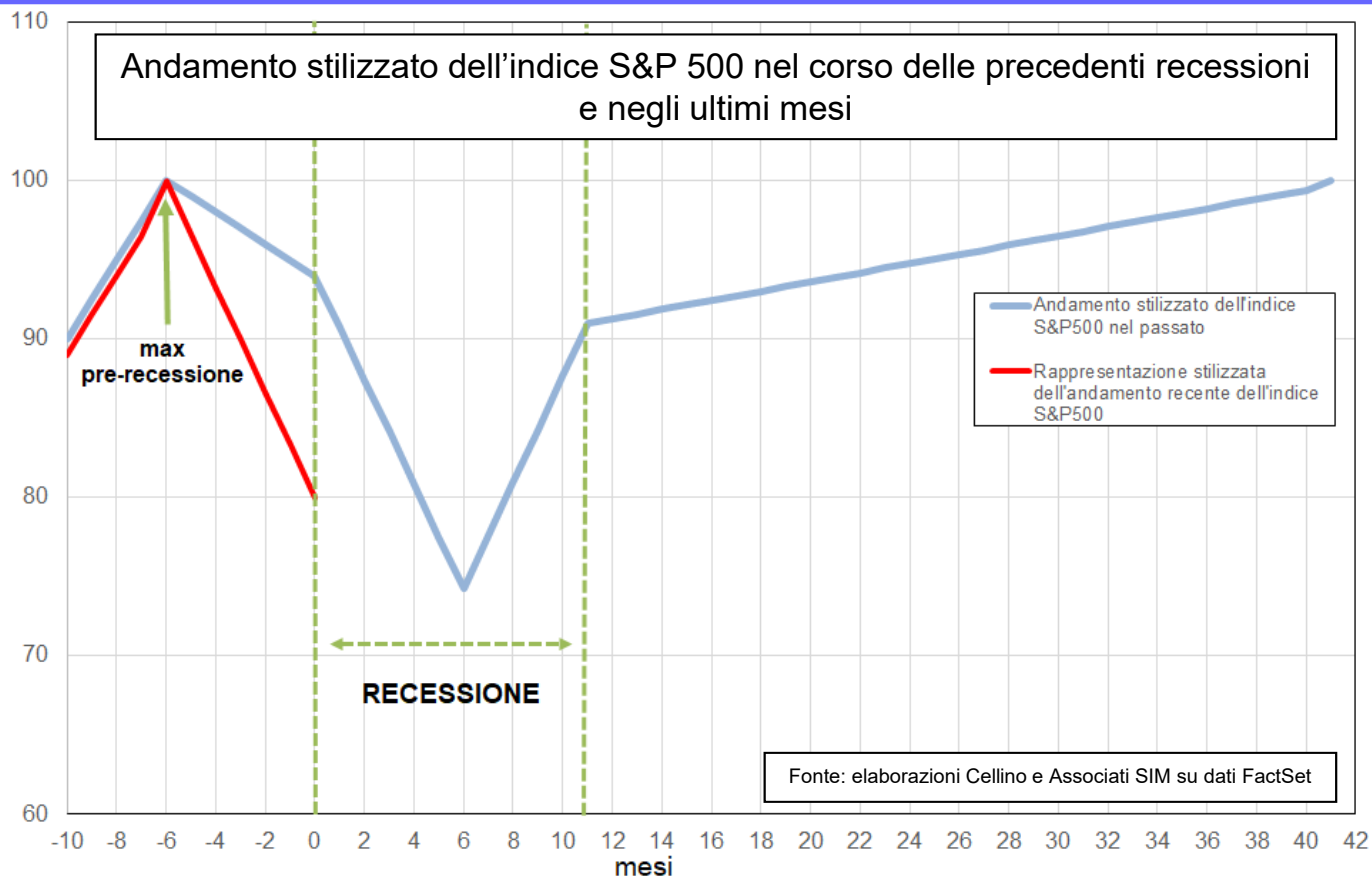 110
Andamento stilizzato dell’indice S&P 500 nel corso delle precedenti recessioni
e negli ultimi mesi
100
90
max
pre-recessione
Andamento stilizzato dell'indice
S&P500 nel passato
Rappresentazione stilizzata
dell'andamento recente dell'indice
S&P500
80
70
RECESSIONE
Fonte: elaborazioni Cellino e Associati SIM su dati FactSet
60
-10 -8 -6 -4 -2 0 2 4 6 8 10 12 14 16 18 20 22 24 26 28 30 32 34 36 38 40 42
mesi